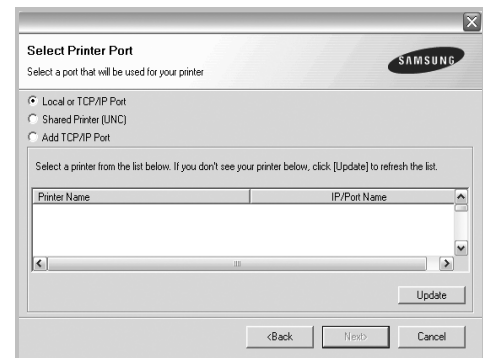 Select Printer Port
Select a port that will be used for your printer
SAMSUNG
Local or TCP/IP Port
Shared Printer (UNC)
Add TCP/IP Port
Select a printer from the list below. If you don't see your printer below, click [Update] to refresh the list.
Printer Name IP/Port Name
Update
<Back Next> Cancel